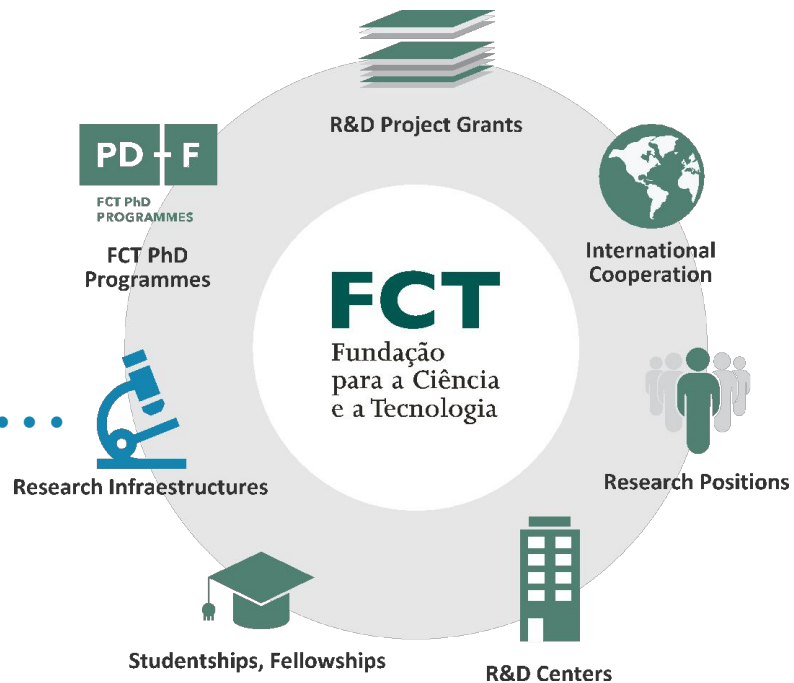 R&D Project Grants
PD-F
FCT PhD
PROGRAMMES
FCT PhD
Programmes
International
Cooperation
FCT
Fundação
para a Ciência
e a Tecnologia
Research Infraestructures
Research Positions
Studentships, Fellowships
R&D Centers